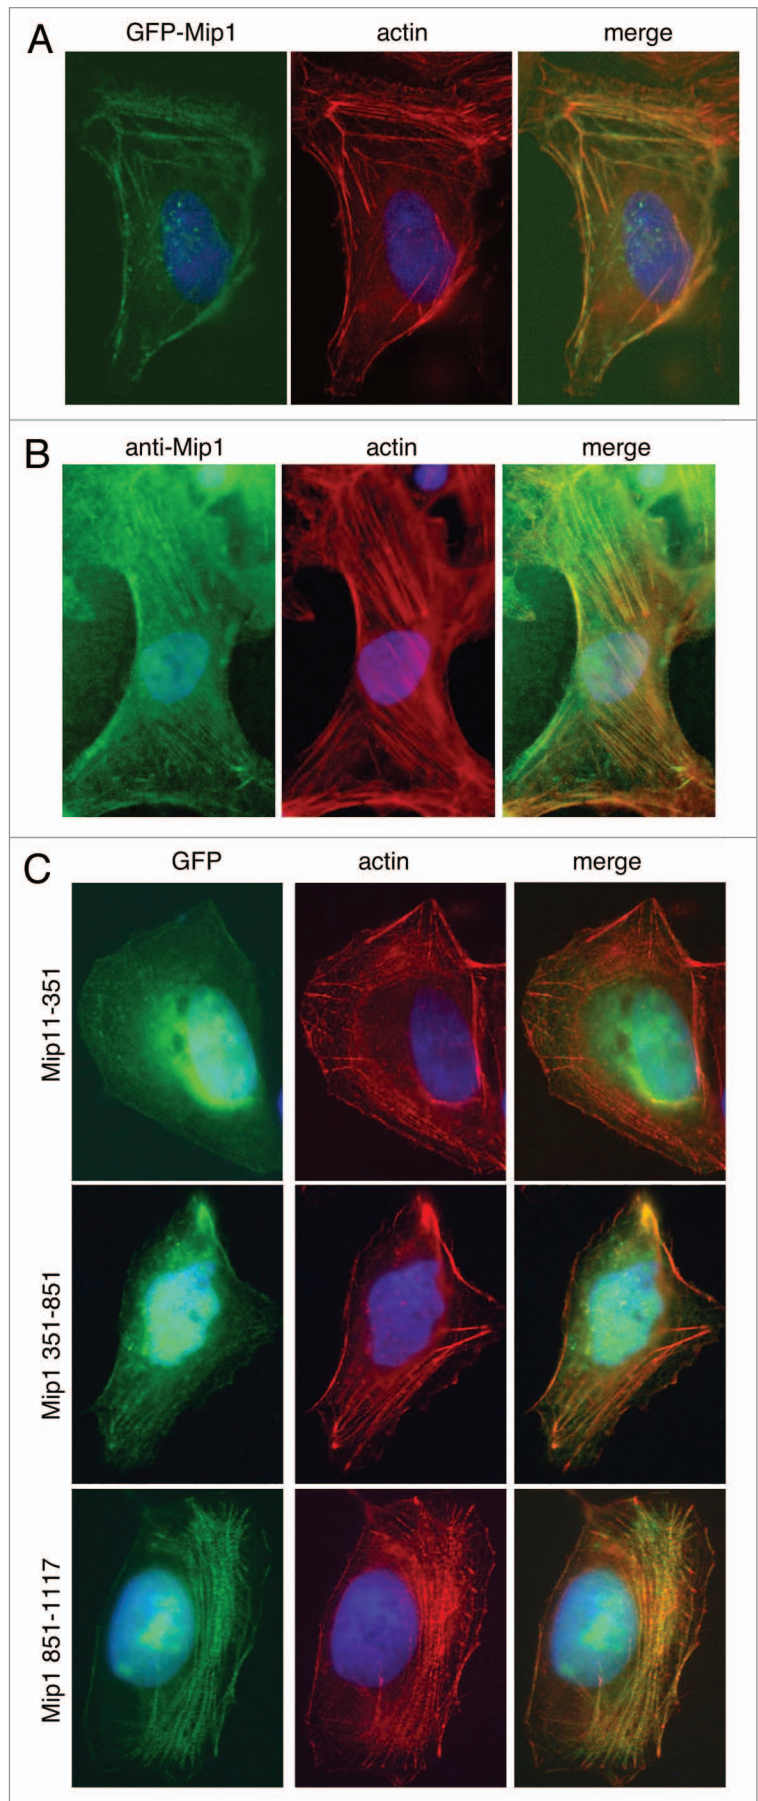 A
GFP-Mip1 actin merge
B
anti-Mip1 actin merge
C
GFP actin merge
Mip11-351
Mip1 351-851
Mip1 851-1117